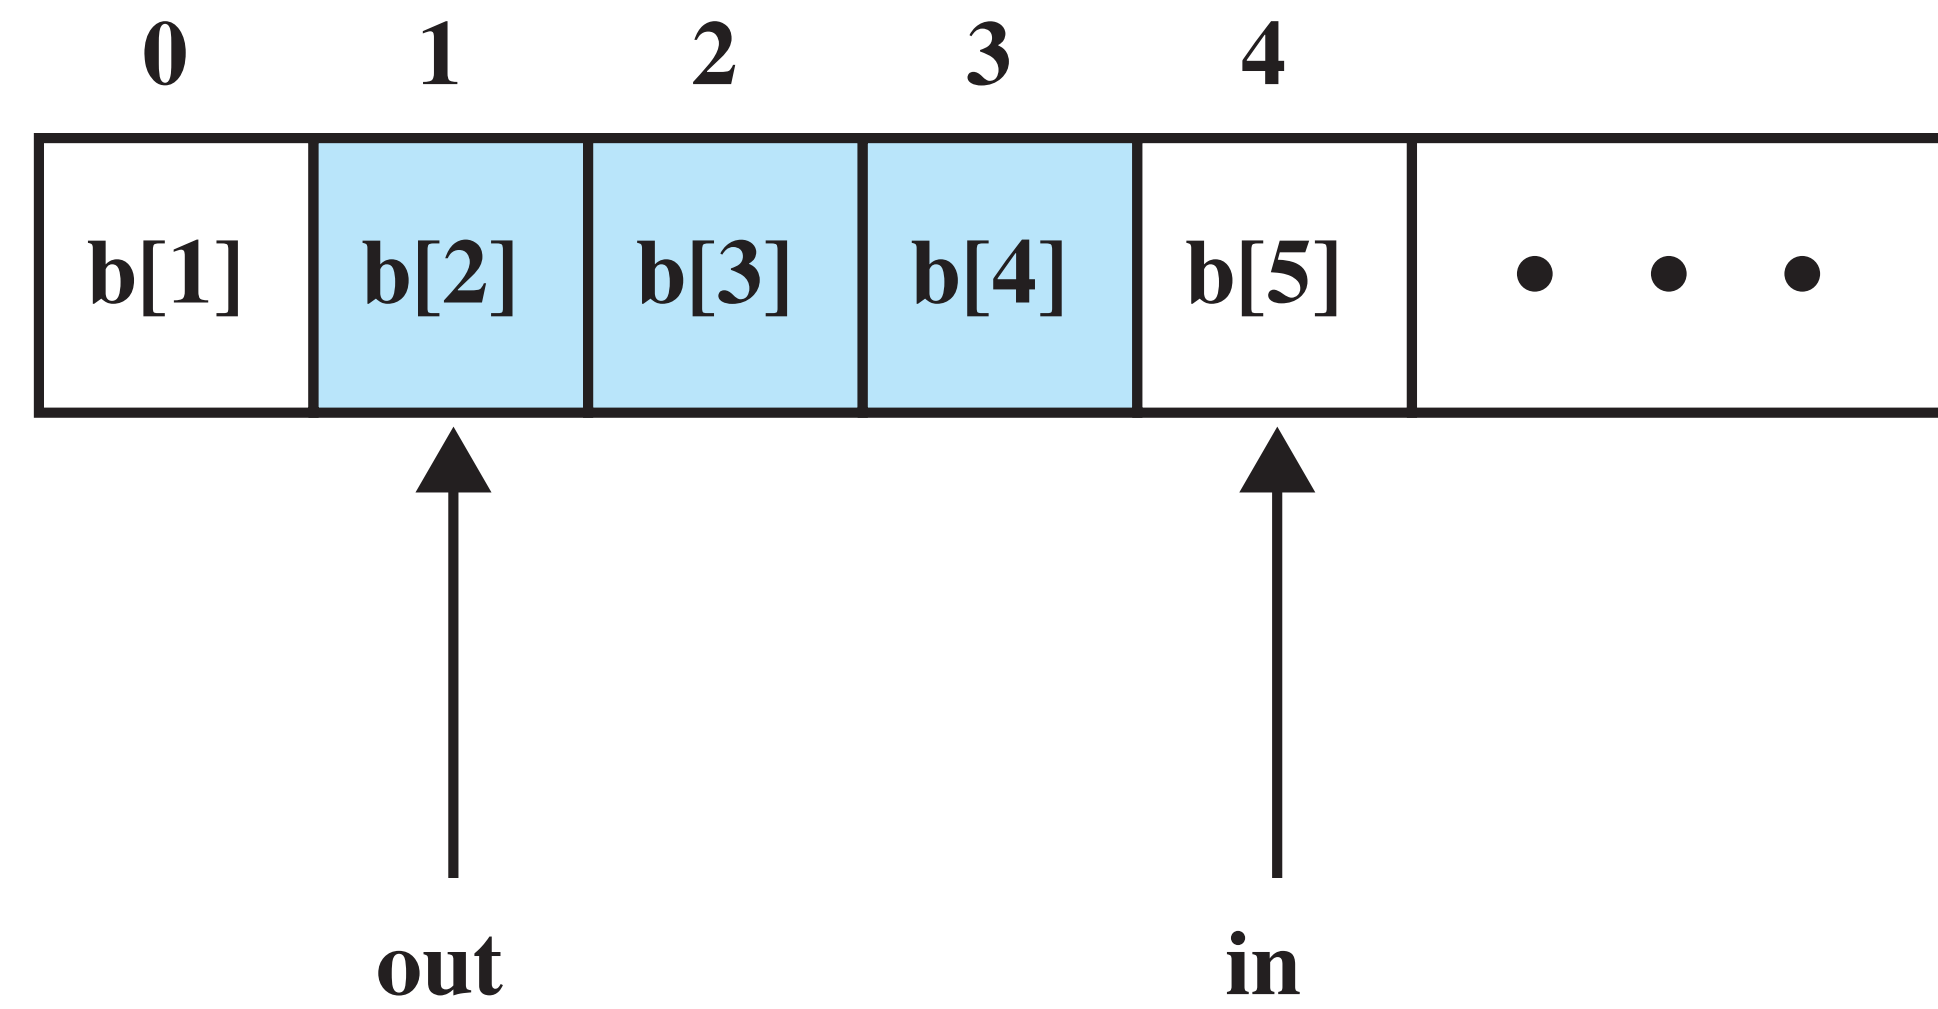 0 1 2 3 4
b[1] b[2] b[3] b[4] b[5] • • •
out in